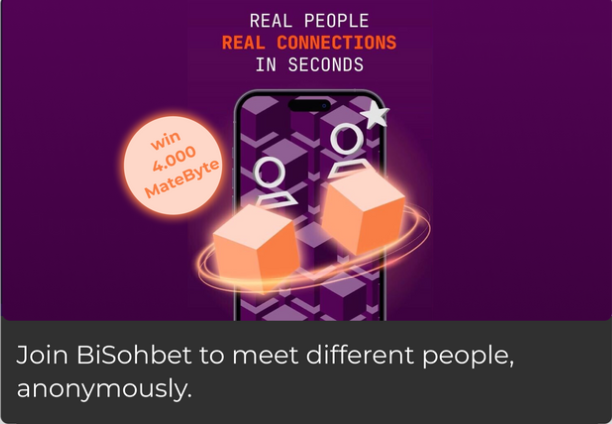 REAL PEOPLE
REAL CONNECTIONS
IN SECONDS
win
4.000
MateByte
Join BiSohbet to meet different people,
anonymously.